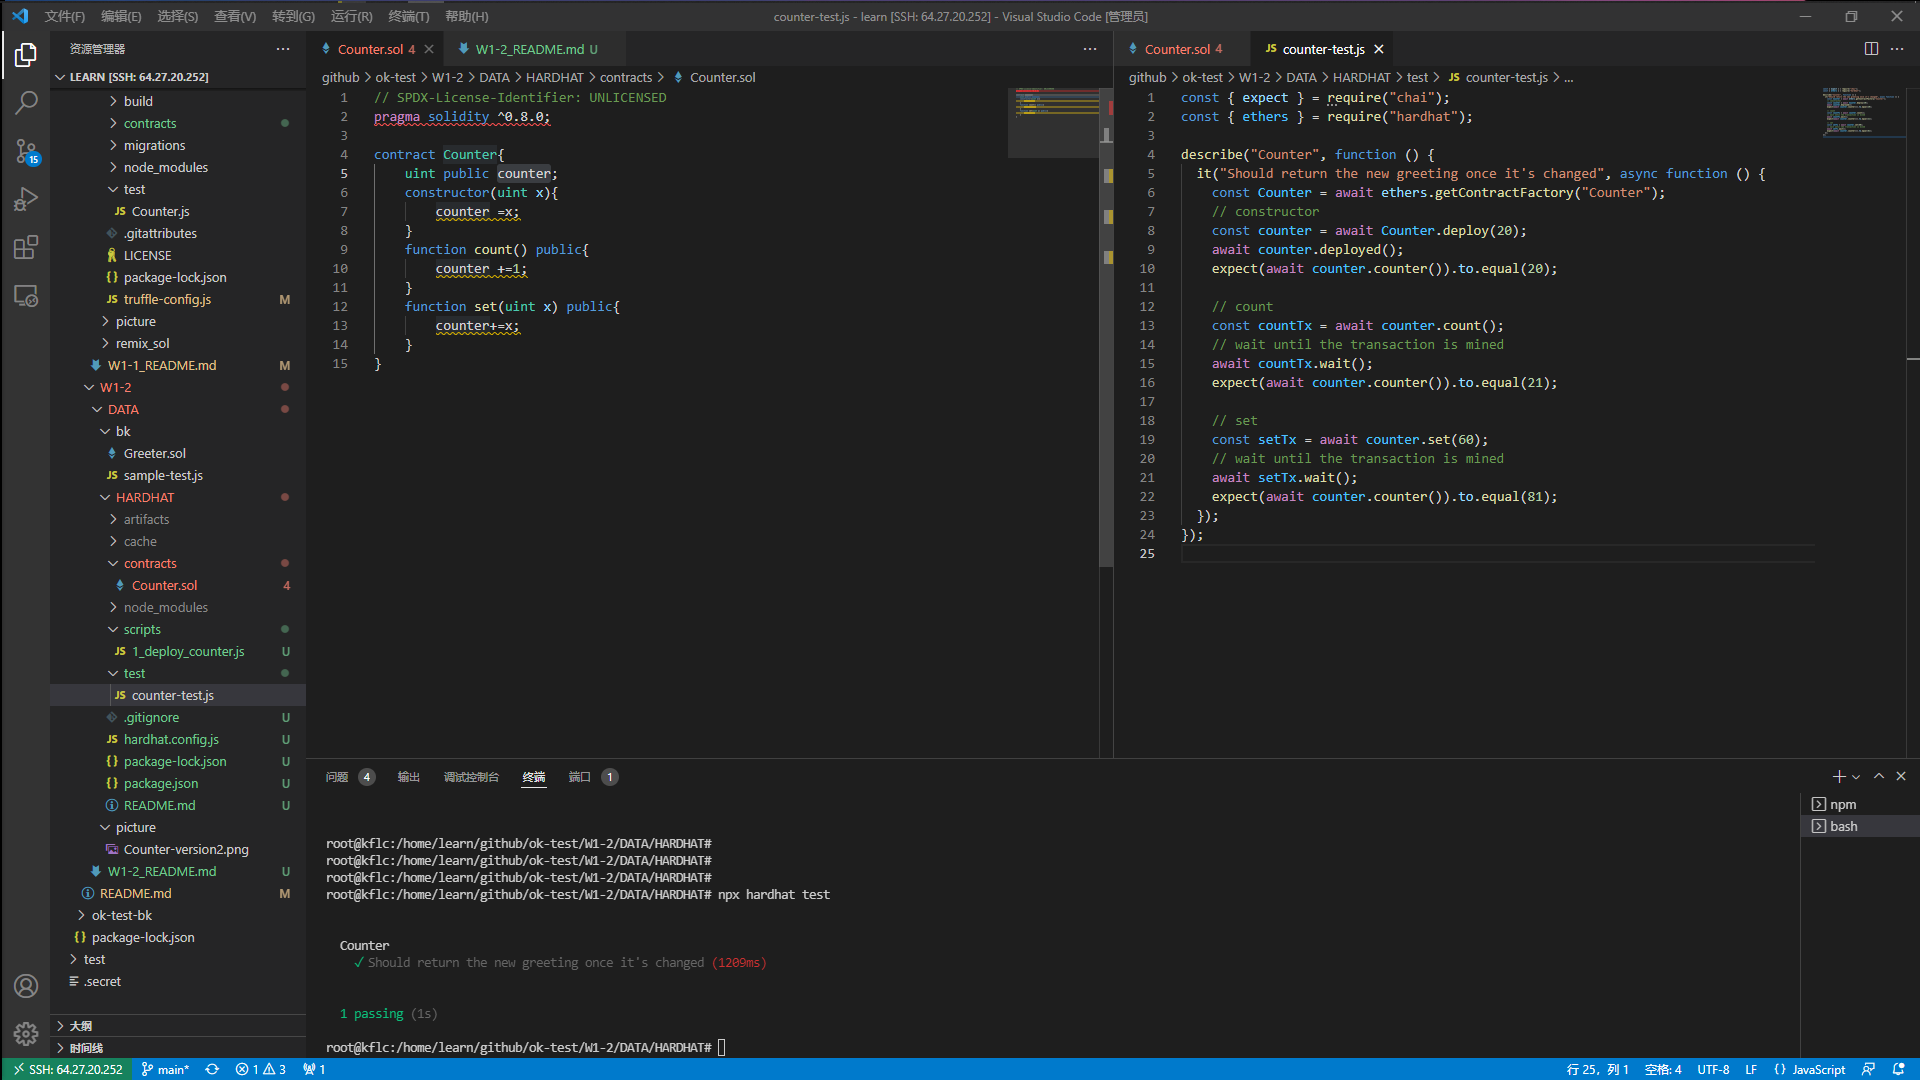 文件(F) 编辑(E) 选择(S) 查看(V) 转到(G) 运行(R) 终端(T) 帮助(H)
counter-test.js - learn [SSH: 64.27.20.252] - Visual Studio Code [管理员]
资源管理器
LEARN [SSH: 64.27.20.252]
build
contracts
migrations
node_modules
test
JS Counter.js
.gitattributes
LICENSE
{} package-lock.json
JS truffle-config.js M
picture
remix_sol
W1-1_README.md M
W1-2
DATA
bk
Greeter.sol
JS sample-test.js
HARDHAT
artifacts
cache
contracts
Counter.sol 4
node_modules
scripts
JS 1_deploy_counter.js U
test
JS counter-test.js
.gitignore U
JS hardhat.config.js U
{} package-lock.json U
{} package.json U
README.md U
picture
Counter-version2.png
W1-2_README.md U
README.md M
ok-test-bk
{} package-lock.json
test
.secret
大纲
时间线
15
Counter.sol 4
W1-2_README.md U
github > ok-test > W1-2 > DATA > HARDHAT > contracts > Counter.sol
1 // SPDX-License-Identifier: UNLICENSED
2 pragma solidity ^0.8.0;
3
4 contract Counter{
5 uint public counter;
6 constructor(uint x){
7 counter =x;
8 }
9 function count() public{
10 counter +=1;
11 }
12 function set(uint x) public{
13 counter+=x;
14 }
15 }
Counter.sol 4
JS counter-test.js
github > ok-test > W1-2 > DATA > HARDHAT > test > JS counter-test.js > ...
1 const { expect } = require("chai");
2 const { ethers } = require("hardhat");
3
4 describe("Counter", function () {
5 it("Should return the new greeting once it's changed", async function () {
6 const Counter = await ethers.getContractFactory("Counter");
7 // constructor
8 const counter = await Counter.deploy(20);
9 await counter.deployed();
10 expect(await counter.counter()).to.equal(20);
11
12 // count
13 const countTx = await counter.count();
14 // wait until the transaction is mined
15 await countTx.wait();
16 expect(await counter.counter()).to.equal(21);
17
18 // set
19 const setTx = await counter.set(60);
20 // wait until the transaction is mined
21 await setTx.wait();
22 expect(await counter.counter()).to.equal(81);
23 });
24 });
25
问题 4 输出 调试控制台 终端 端口 1
root@kflc:/home/learn/github/ok-test/W1-2/DATA/HARDHAT#
root@kflc:/home/learn/github/ok-test/W1-2/DATA/HARDHAT#
root@kflc:/home/learn/github/ok-test/W1-2/DATA/HARDHAT#
root@kflc:/home/learn/github/ok-test/W1-2/DATA/HARDHAT# npx hardhat test
Counter
✓ Should return the new greeting once it's changed (1209ms)
1 passing (1s)
root@kflc:/home/learn/github/ok-test/W1-2/DATA/HARDHAT#
npm
bash
SSH: 64.27.20.252 main* 1 3 1
行 25, 列 1 空格: 4 UTF-8 LF {} JavaScript